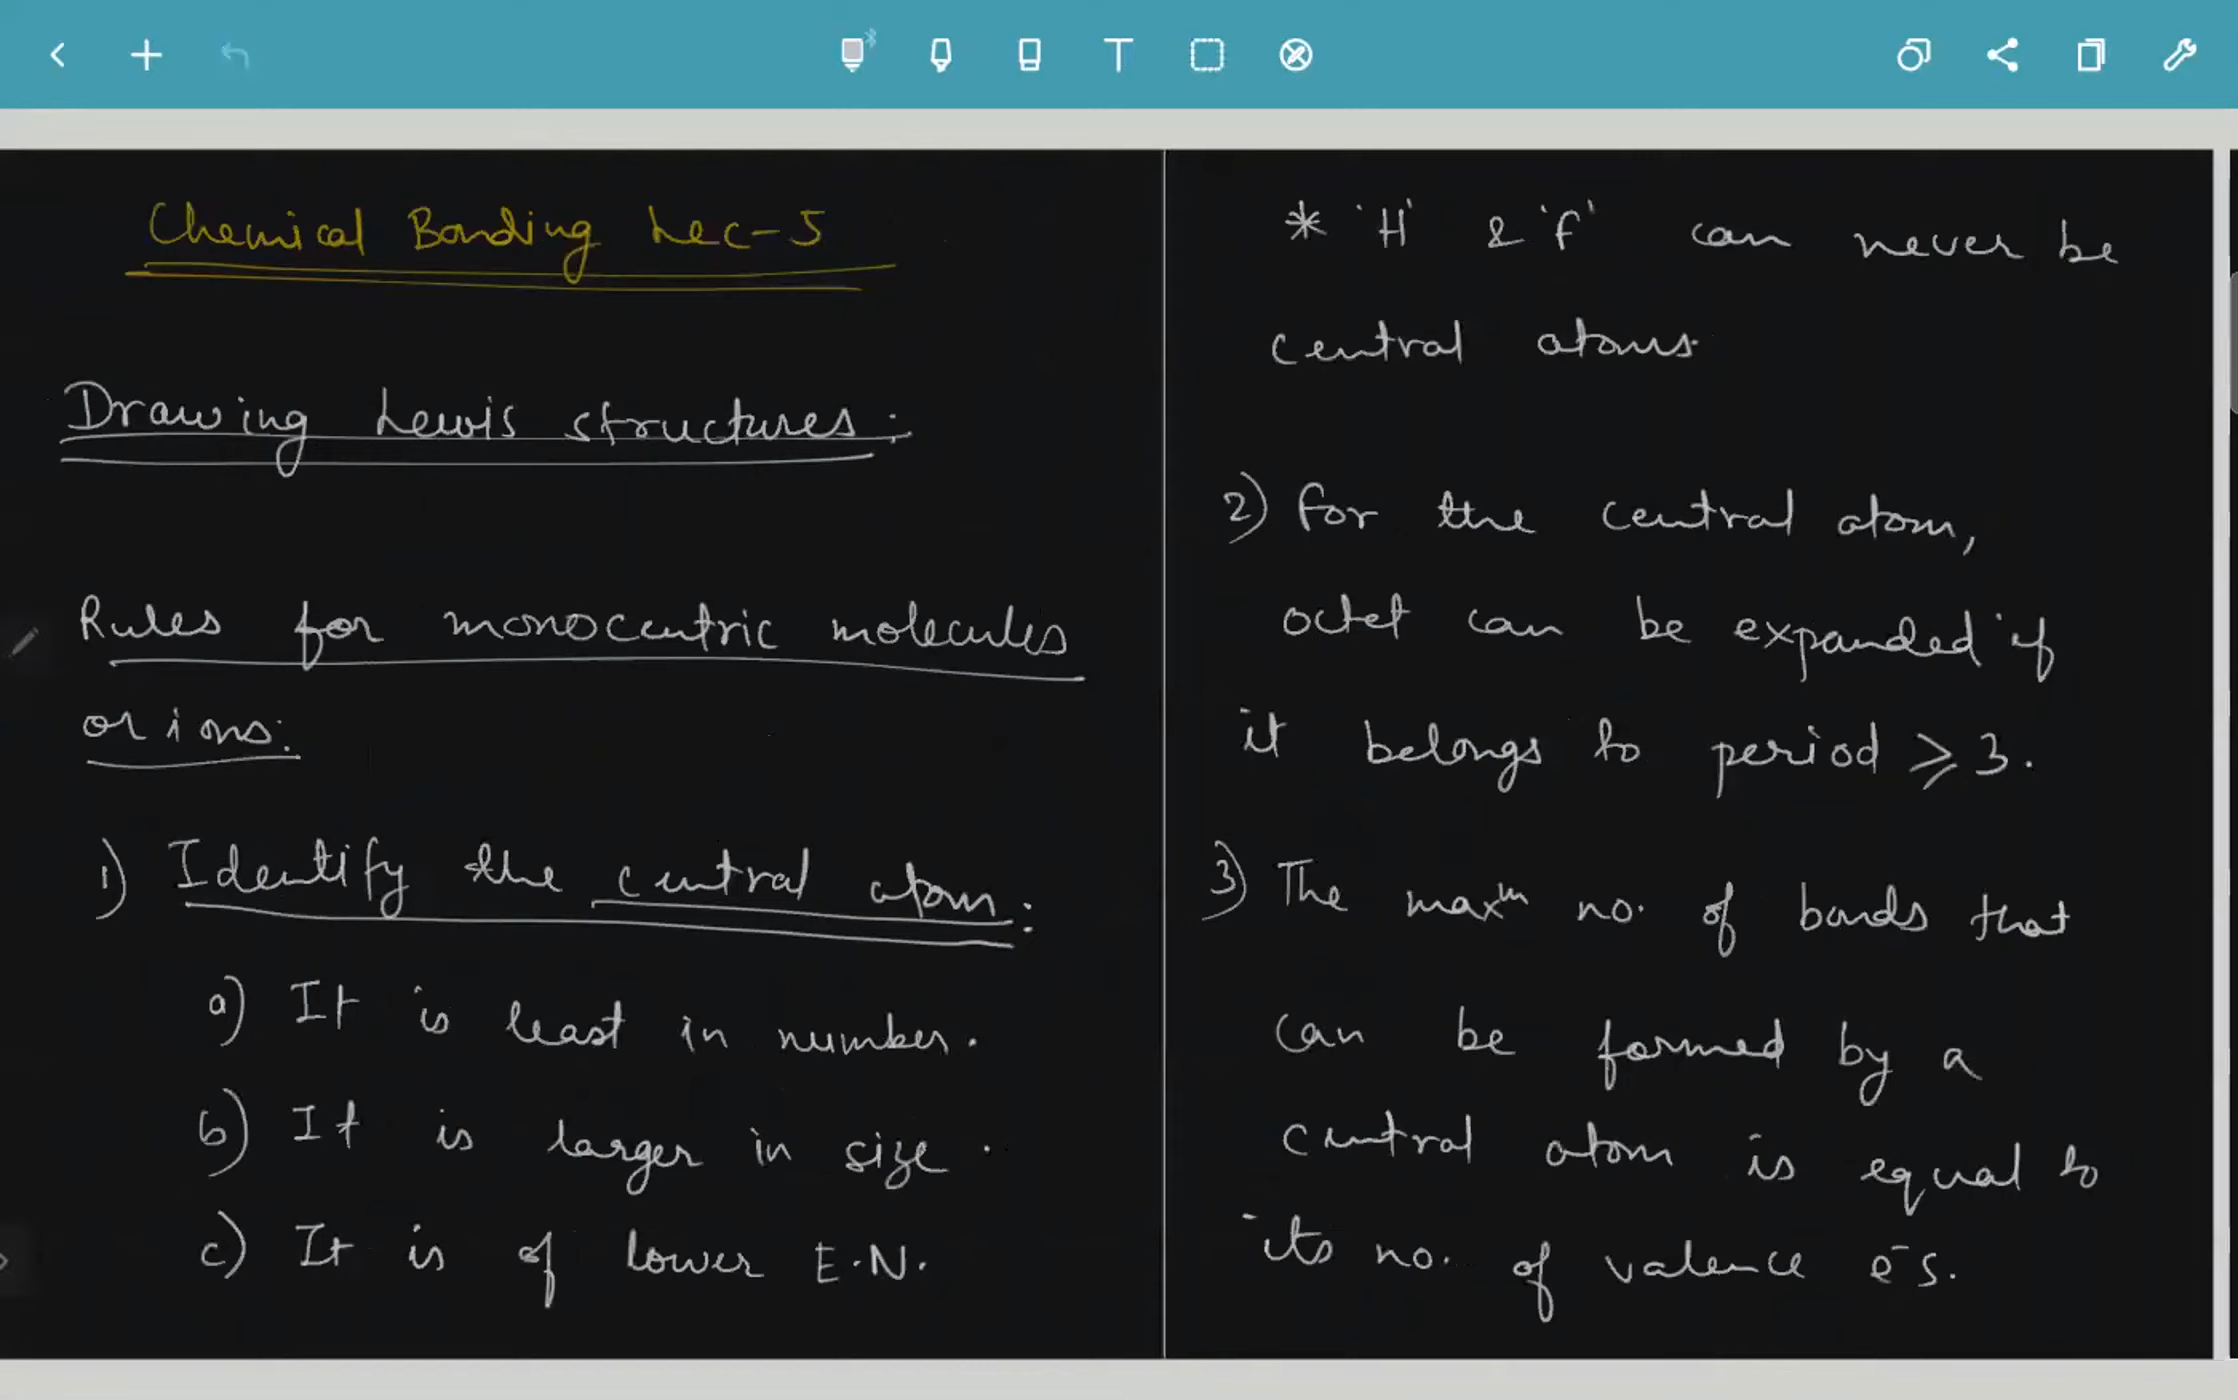 Chemical Bonding Lec-5
Drawing Lewis structures:
Rules for monocentric molecules
or ions:
1) Identify the central atom:
a) It is least in number.
b) It is larger in size.
c) It is of lower E.N.
* 'H' & 'F' can never be
central atoms.
2) For the central atom,
octet can be expanded if
it belongs to period ⩾ 3.
3) The maxᵐ no. of bonds that
can be formed by a
central atom is equal to
its no. of valence e⁻s.